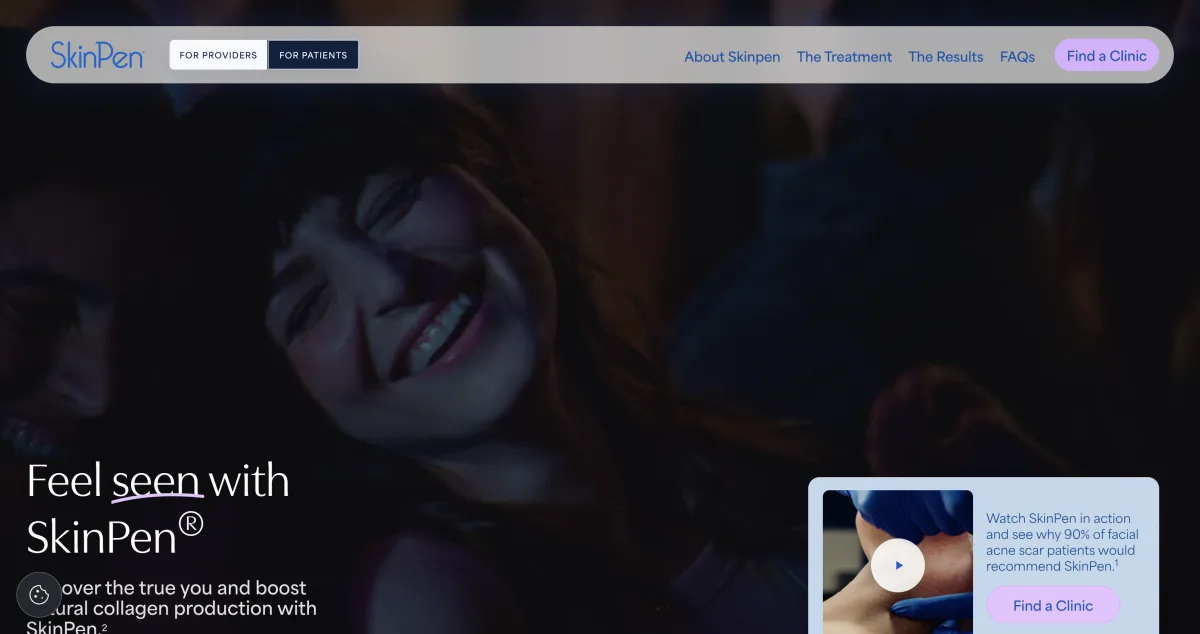 SkinPen
FOR PROVIDERS
FOR PATIENTS
About Skinpen
The Treatment
The Results
FAQs
Find a Clinic
Feel seen with
SkinPen®
over the true you and boost
ural collagen production with
SkinPen.2
Watch SkinPen in action
and see why 90% of facial
acne scar patients would
recommend SkinPen.1
Find a Clinic